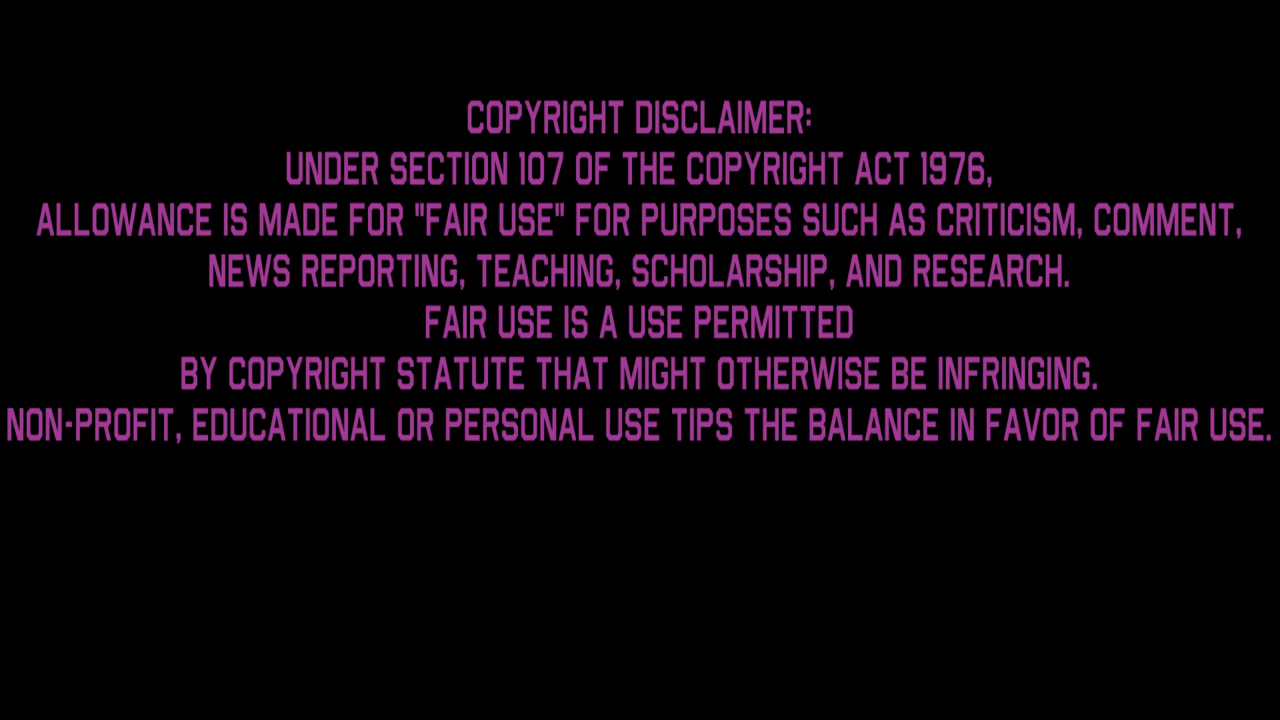 COPYRIGHT DISCLAIMER:
UNDER SECTION 107 OF THE COPYRIGHT ACT 1976,
ALLOWANCE IS MADE FOR "FAIR USE" FOR PURPOSES SUCH AS CRITICISM, COMMENT,
NEWS REPORTING, TEACHING, SCHOLARSHIP, AND RESEARCH.
FAIR USE IS A USE PERMITTED
BY COPYRIGHT STATUTE THAT MIGHT OTHERWISE BE INFRINGING.
NON-PROFIT, EDUCATIONAL OR PERSONAL USE TIPS THE BALANCE IN FAVOR OF FAIR USE.